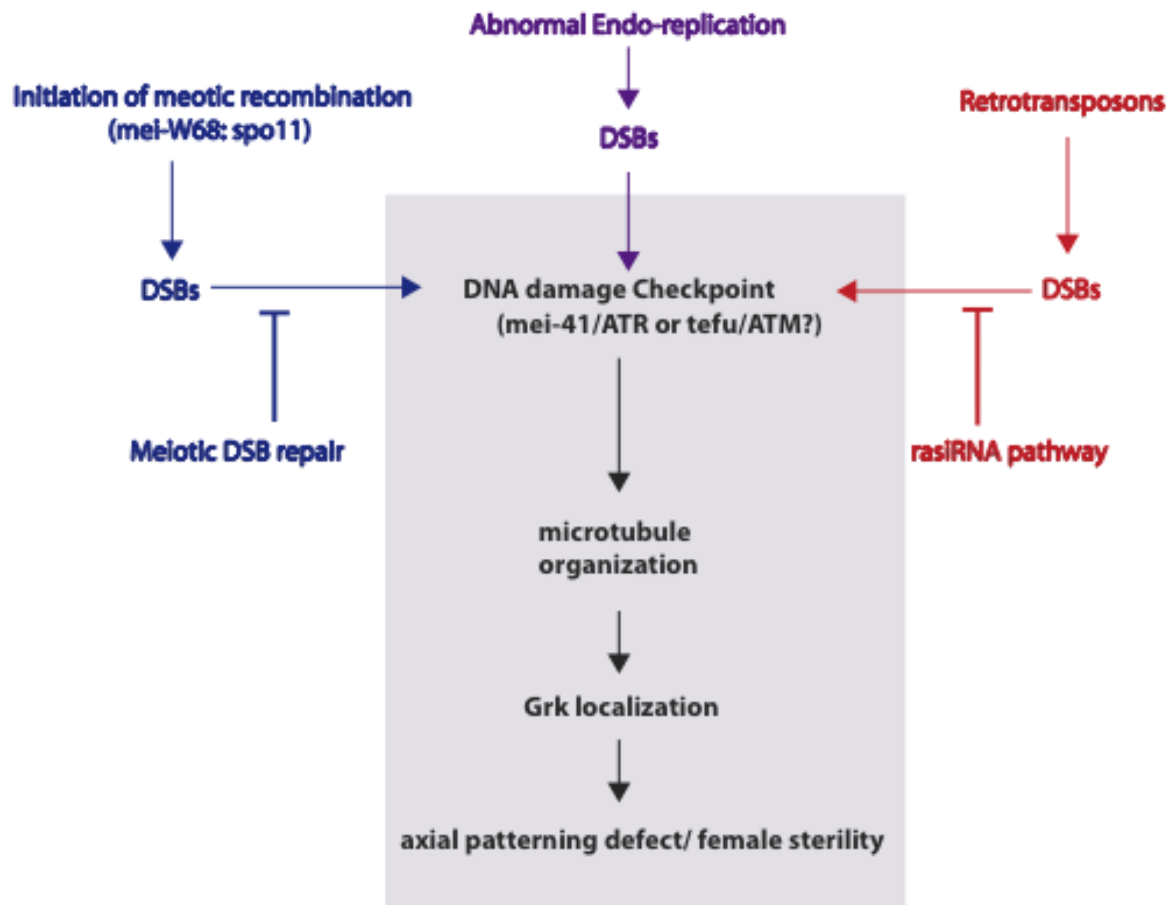 Abnormal Endo-replication
Initiation of meotic recombination
(mei-W68: spo11)
Retrotransposons
DSBs
DSBs
DNA damage Checkpoint
(mei-41/ATR or tefu/ATM?)
DSBs
Meiotic DSB repair
rasiRNA pathway
microtubule
organization
Grk localization
axial patterning defect/ female sterility